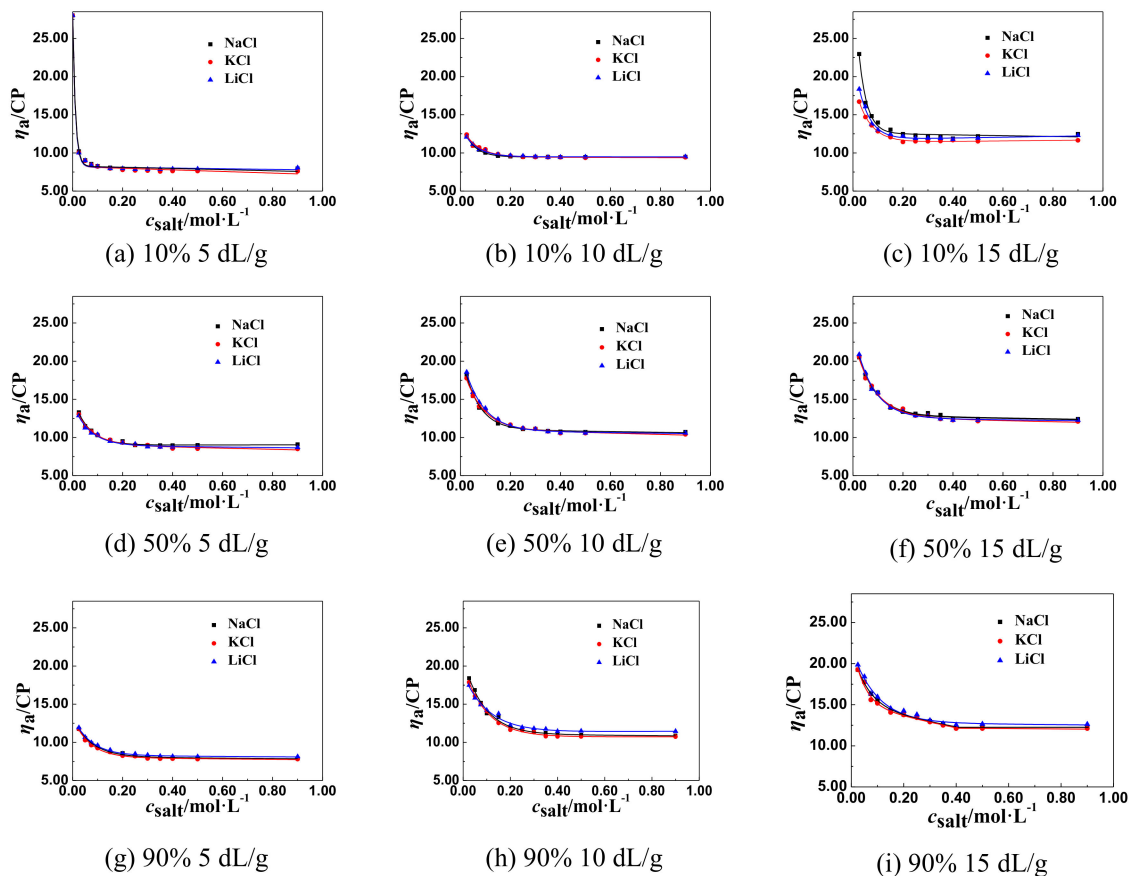 25.00
20.00
15.00
10.00
5.00
ηa/CP
NaCl
KCl
LiCl
0.00 0.20 0.40 0.60 0.80 1.00
csalt/mol·L⁻¹
(a) 10% 5 dL/g
25.00
20.00
15.00
10.00
5.00
ηa/CP
NaCl
KCl
LiCl
0.00 0.20 0.40 0.60 0.80 1.00
csalt/mol·L⁻¹
(b) 10% 10 dL/g
25.00
20.00
15.00
10.00
5.00
ηa/CP
NaCl
KCl
LiCl
0.00 0.20 0.40 0.60 0.80 1.00
csalt/mol·L⁻¹
(c) 10% 15 dL/g
25.00
20.00
15.00
10.00
5.00
ηa/CP
NaCl
KCl
LiCl
0.00 0.20 0.40 0.60 0.80 1.00
csalt/mol·L⁻¹
(d) 50% 5 dL/g
25.00
20.00
15.00
10.00
5.00
ηa/CP
NaCl
KCl
LiCl
0.00 0.20 0.40 0.60 0.80 1.00
csalt/mol·L⁻¹
(e) 50% 10 dL/g
25.00
20.00
15.00
10.00
5.00
ηa/CP
NaCl
KCl
LiCl
0.00 0.20 0.40 0.60 0.80 1.00
csalt/mol·L⁻¹
(f) 50% 15 dL/g
25.00
20.00
15.00
10.00
5.00
ηa/CP
NaCl
KCl
LiCl
0.00 0.20 0.40 0.60 0.80 1.00
csalt/mol·L⁻¹
(g) 90% 5 dL/g
25.00
20.00
15.00
10.00
5.00
ηa/CP
NaCl
KCl
LiCl
0.00 0.20 0.40 0.60 0.80 1.00
csalt/mol·L⁻¹
(h) 90% 10 dL/g
25.00
20.00
15.00
10.00
5.00
ηa/CP
NaCl
KCl
LiCl
0.00 0.20 0.40 0.60 0.80 1.00
csalt/mol·L⁻¹
(i) 90% 15 dL/g